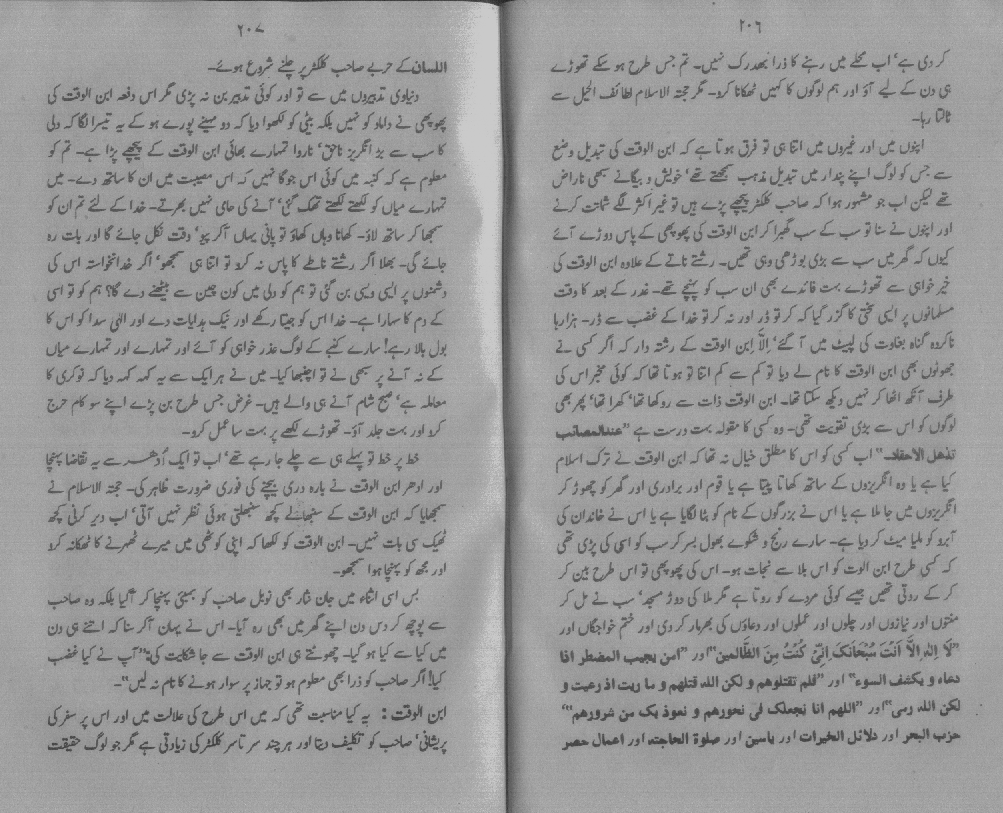 ۲۰۶
کر دی ہے‘ اب محلے میں رہنے کا ذرا بھدرک نہیں۔ تم جس طرح ہو سکے تھوڑے
ہی دن کے لیے آؤ اور ہم لوگوں کا کہیں ٹھکانا کرو۔ مگر حجتہ الاسلام لطائف الحیل سے
ٹالتا رہا۔
اپنوں میں اور غیروں میں اتنا ہی تو فرق ہوتا ہے کہ ابن الوقت کی تبدیل وضع
سے جس کو لوگ اپنے پندار میں تبدیل مذہب سمجھتے تھے‘ خویش و بیگانے سبھی ناراض
تھے لیکن اب جو مشہور ہوا کہ صاحب کلکٹر پیچھے پڑے ہیں تو غیر اکثر لگے شماتت کرنے
اور اپنوں نے سنا تو سب کے سب گھبرا کر ابن الوقت کی پھوپھی کے پاس دوڑے آئے
کیوں کہ گھر میں سب سے بڑی بوڑھی وہی تھیں۔ رشتے ناتے کے علاوہ ابن الوقت کی
خیر خواہی سے تھوڑے بہت فائدے بھی ان سب کو پہنچے تھے۔ غدر کے بعد کا وقت
مسلمانوں پر ایسی سختی کا گزر گیا کہ کر تو ڈر اور نہ کر تو خدا کے غضب سے ڈر۔ ہزارہا
ناکردہ گناہ بغاوت کی لپیٹ میں آ گئے‘ اِلَّا اِبن الوقت کے رشتہ دار کہ اگر کسی نے
جھوٹوں بھی ابن الوقت کا نام لے دیا تو کم سے کم اتنا تو ہوتا تھا کہ کوئی مخبر اس کی
طرف آنکھ اٹھا کر نہیں دیکھ سکتا تھا۔ ابن الوقت ذات سے روکھا تھا‘ کھرا تھا‘ پھر بھی
لوگوں کو اس سے بڑی تقویت تھی۔ وہ کسی کا مقولہ بہت درست ہے ”عندالمصائب
تذھل الاحقاد۔“ اب کسی کو اس کا مطلق خیال نہ تھا کہ ابن الوقت نے ترک اسلام
کیا ہے یا وہ انگریزوں کے ساتھ کھاتا پیتا ہے یا قوم اور برادری اور گھر کو چھوڑ کر
انگریزوں میں جا ملا ہے یا اس نے بزرگوں کے نام کو بٹا لگایا ہے یا اس نے خاندان کی
آبرو کو ملیا میٹ کر دیا ہے۔ سارے رنج و شکوے بھول بسر کر سب کو اسی کی پڑی تھی
کہ کسی طرح ابن الوت کو اس بلا سے نجات ہو۔ اس کی پھوپھی تو اس طرح بین کر
کر کے روتی تھیں جیسے کوئی مردے کو روتا ہے مگر ملا کی دوڑ مسجد‘ سب نے مل کر
منتوں اور نیازوں اور چلوں اور عملوں اور دعاؤں کی بھرمار کر دی اور ختم خواجگاں اور
”لَا اِلٰہَ اِلَّا اَنْتَ سُبْحَانَکَ اِنِّیْ کُنْتُ مِنَ الظَّالِمِین“ اور ”امن یجیب المضطر اذا
دعاہ و یکشف السوء“ اور ”فلم تقتلوھم و لکن اللہ قتلھم و ما ریت اذ رعیت و
لکن اللہ رمی“ اور ”اللھم انا نجعلک فی نحورھم و نعوذ بک من شرورھم“‘
حزب البحر اور دلائل الخیرات اور یاسین اور صلوۃ الحاجتہ اور اعمال حصر
۲۰۷
اللسان کے حربے صاحب کلکٹر پر چلنے شروع ہوئے۔
دنیاوی تدبیروں میں سے تو اور کوئی تدبیر بن نہ پڑی مگر اس دفعہ ابن الوقت کی
پھوپھی نے داماد کو نہیں بلکہ بیٹی کو لکھوا دیا کہ دو مہینے پورے ہو کے یہ تیسرا لگا کہ دلی
کا سب سے بڑا انگریز ناحق‘ ناروا تمہارے بھائی ابن الوقت کے پیچھے پڑا ہے۔ تم کو
معلوم ہے کہ کنبہ میں کوئی اس جوگا نہیں کہ اس مصیبت میں ان کا ساتھ دے۔ میں
تمہارے میاں کو لکھتے لکھتے تھک گئی‘ آنے کی حامی نہیں بھرتے۔ خدا کے لئے تم ان کو
سمجھا کر ساتھ لاؤ۔ کھانا وہاں کھاؤ تو پانی یہاں آ کر پیو‘ وقت نکل جائے گا اور بات رہ
جائے گی۔ بھلا اگر رشتے ناطے کا پاس نہ کرو تو اتنا ہی سمجھو‘ اگر خدانخواستہ اس کی
دشمنوں پر ایسی ویسی بن گئی تو ہم کو دلی میں کون چین سے بیٹھنے دے گا؟ ہم کو تو اسی
کے دم کا سہارا ہے۔ خدا اس کو جیتا رکھے اور نیک ہدایات دے اور الٰہی سدا کو اس کا
بول بالا رہے! سارے کنبے کے لوگ عذر خواہی کو آئے اور تمہارے اور تمہارے میاں
کے نہ آنے پر سبھی نے تو اچنبھا کیا۔ میں نے ہر ایک سے یہ کہہ کہہ دیا کہ نوکری کا
معاملہ ہے‘ صبح شام آنے ہی والے ہیں۔ غرض جس طرح بن پڑے اپنے سو کام حرج
کرو اور بہت جلد آؤ۔ تھوڑے لکھے پر بہت سا عمل کرو۔
خط پر خط تو پہلے ہی سے چلے جا رہے تھے‘ اب تو ایک اُدھر سے یہ تقاضا پہنچا
اور ادھر ابن الوقت نے بارہ دری بیچنے کی فوری ضرورت ظاہر کی۔ حجتہ الاسلام نے
سمجھایا کہ ابن الوقت کے سنبھالے کچھ سنبھلتی ہوئی نظر نہیں آتی‘ اب دیر کرنی کچھ
ٹھیک سی بات نہیں۔ ابن الوقت کو لکھا کہ اپنی کوٹھی میں میرے ٹھہرنے کا ٹھکانہ کرو
اور مجھ کو پہنچا ہوا سمجھو۔
بس اسی اثناء میں جان نثار بھی نوبل صاحب کو بمبئی پہنچا کر آ گیا بلکہ وہ صاحب
سے پوچھ کر دس دن اپنے گھر میں بھی رہ آیا۔ اس نے یہاں آ کر سنا کہ اتنے ہی دن
میں کیا سے کیا ہو گیا۔ چھوٹتے ہی ابن الوقت سے جا شکایت کی: ”آپ نے کیا غضب
کیا! اگر صاحب کو ذرا بھی معلوم ہو تو جہاز پر سوار ہونے کا نام نہ لیں“۔
ابن الوقت : یہ کیا مناسبت تھی کہ میں اس طرح کی علالت میں اور اس پر سفر کی
پریشانی‘ صاحب کو تکلیف دیتا اور ہر چند سر تا سر کلکٹر کی زیادتی ہے مگر جو لوگ حقیقت